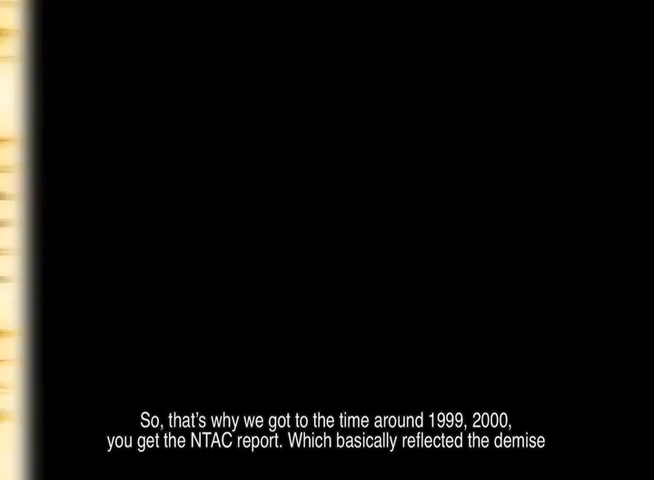 So, that's why we got to the time around 1999, 2000,
you get the NTAC report. Which basically reflected the demise